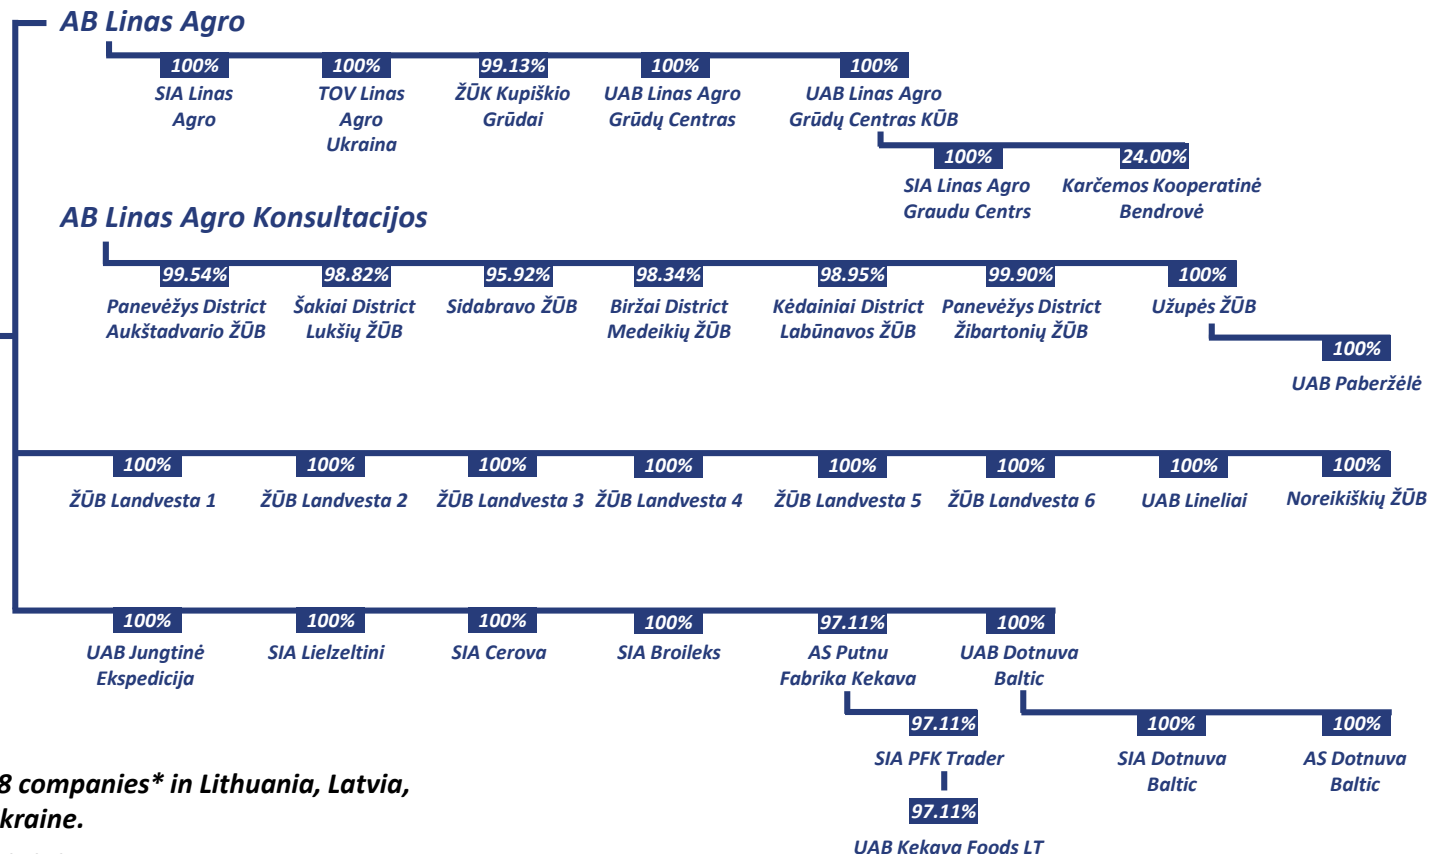 AB Linas Agro
100% 100% 99.13% 100% 100%
SIA Linas TOV Linas ŽŪK Kupiškio UAB Linas Agro UAB Linas Agro
Agro Agro Grūdai Grūdų Centras Grūdų Centras KŪB
Ukraina
100% 24.00%
SIA Linas Agro Karčemos Kooperatinė
Graudu Centrs Bendrovė
AB Linas Agro Konsultacijos
99.54% 98.82% 95.92% 98.34% 98.95% 99.90% 100%
Panevėžys District Šakiai District Sidabravo ŽŪB Biržai District Kėdainiai District Panevėžys District Užupės ŽŪB
Aukštadvario ŽŪB Lukšių ŽŪB Medeikių ŽŪB Labūnavos ŽŪB Žibartonių ŽŪB
100%
UAB Paberžėlė
100% 100% 100% 100% 100% 100% 100% 100%
ŽŪB Landvesta 1 ŽŪB Landvesta 2 ŽŪB Landvesta 3 ŽŪB Landvesta 4 ŽŪB Landvesta 5 ŽŪB Landvesta 6 UAB Lineliai Noreikiškių ŽŪB
100% 100% 100% 100% 97.11% 100%
UAB Jungtinė SIA Lielzeltini SIA Cerova SIA Broileks AS Putnu UAB Dotnuva
Ekspedicija Fabrika Kekava Baltic
97.11% 100% 100%
SIA PFK Trader SIA Dotnuva AS Dotnuva
Baltic Baltic
8 companies* in Lithuania, Latvia,
kraine.
97.11%
UAB Kekava Foods LT